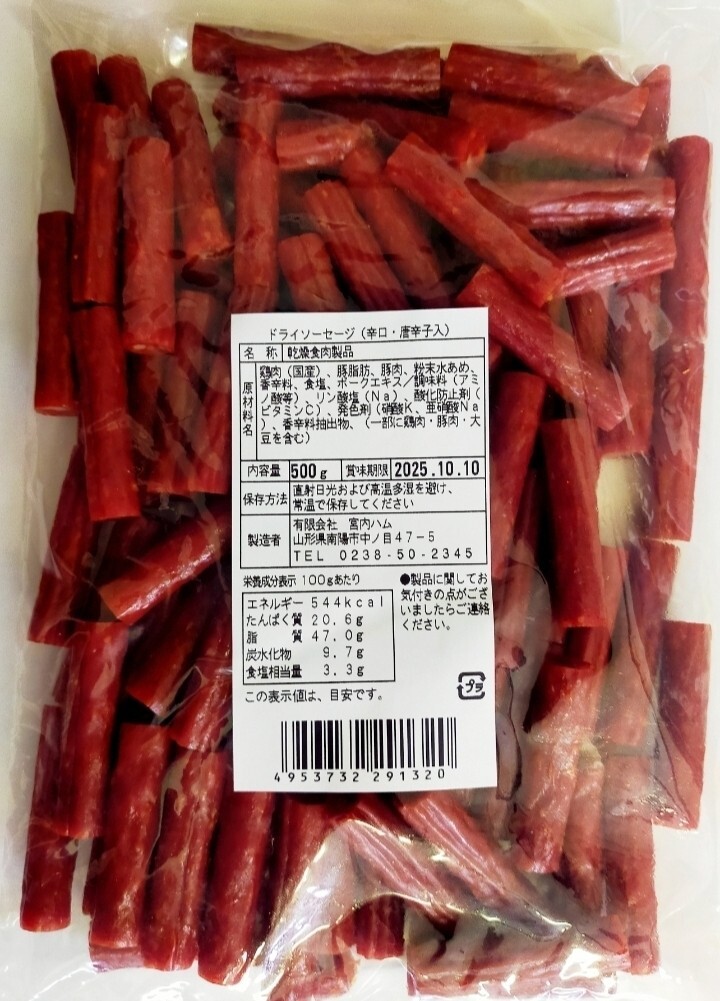 ドライソーセージ（辛口・唐辛子入）
名 称 乾燥食肉製品
原材料名 鶏肉（国産）、豚脂肪、豚肉、粉末水あめ、
香辛料、食塩、ポークエキス／調味料（アミ
ノ酸等）、リン酸塩（Ｎａ）、酸化防止剤（
ビタミンＣ）、発色剤（硝酸Ｋ、亜硝酸Ｎａ
）、香辛料抽出物、（一部に鶏肉・豚肉・大
豆を含む）
内容量 500g 賞味期限 2025.10.10
保存方法 直射日光および高温多湿を避け、
常温で保存してください
製造者 有限会社 宮内ハム
山形県南陽市中ノ目４７－５
ＴＥＬ ０２３８-５０-２３４５
栄養成分表示 100gあたり
エネルギー 544kcal
たんぱく質 20.6g
脂 質 47.0g
炭水化物 9.7g
食塩相当量 3.3g
●製品に関してお
気付きの点がござ
いましたらご連絡
ください。
プラ
この表示値は、目安です。
4953732 291320